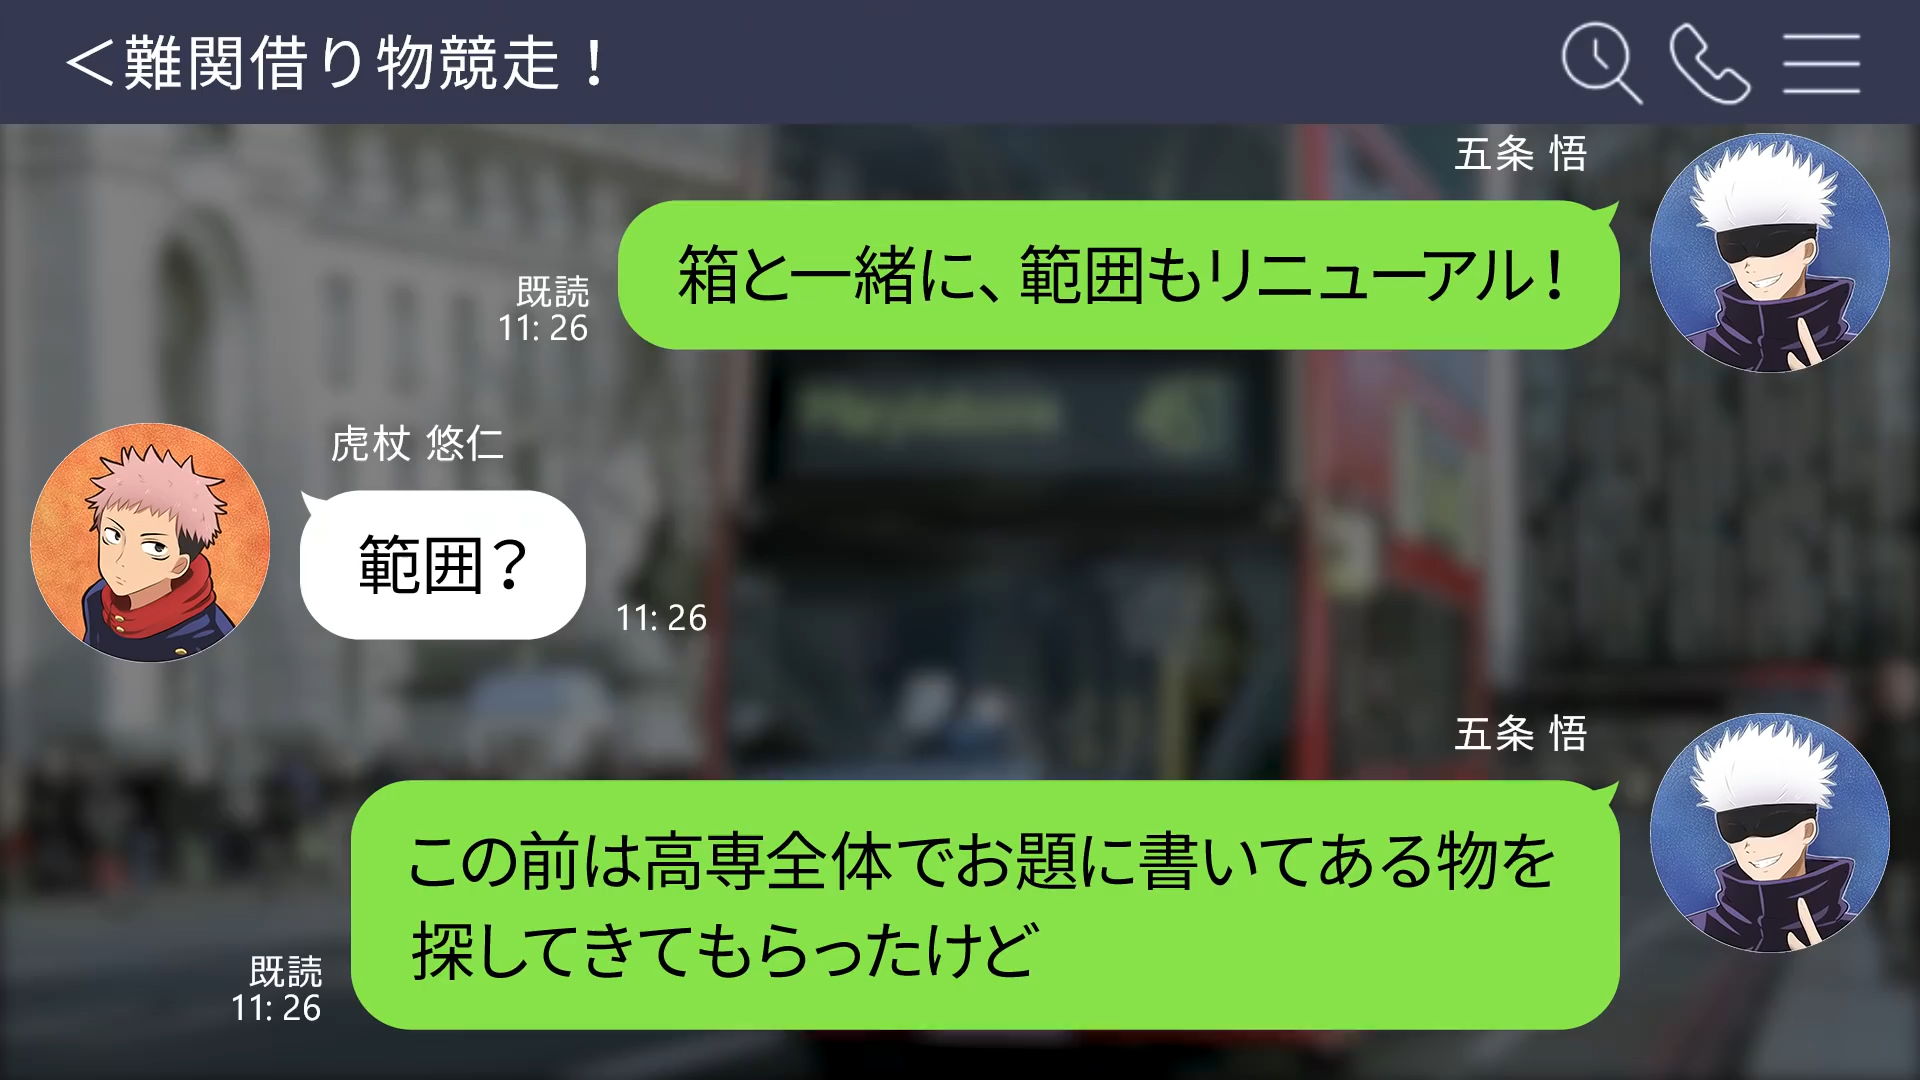 ＜難関借り物競走！
五条 悟
箱と一緒に、範囲もリニューアル！
既読
11: 26
虎杖 悠仁
範囲？
11: 26
五条 悟
この前は高専全体でお題に書いてある物を
探してきてもらったけど
既読
11: 26